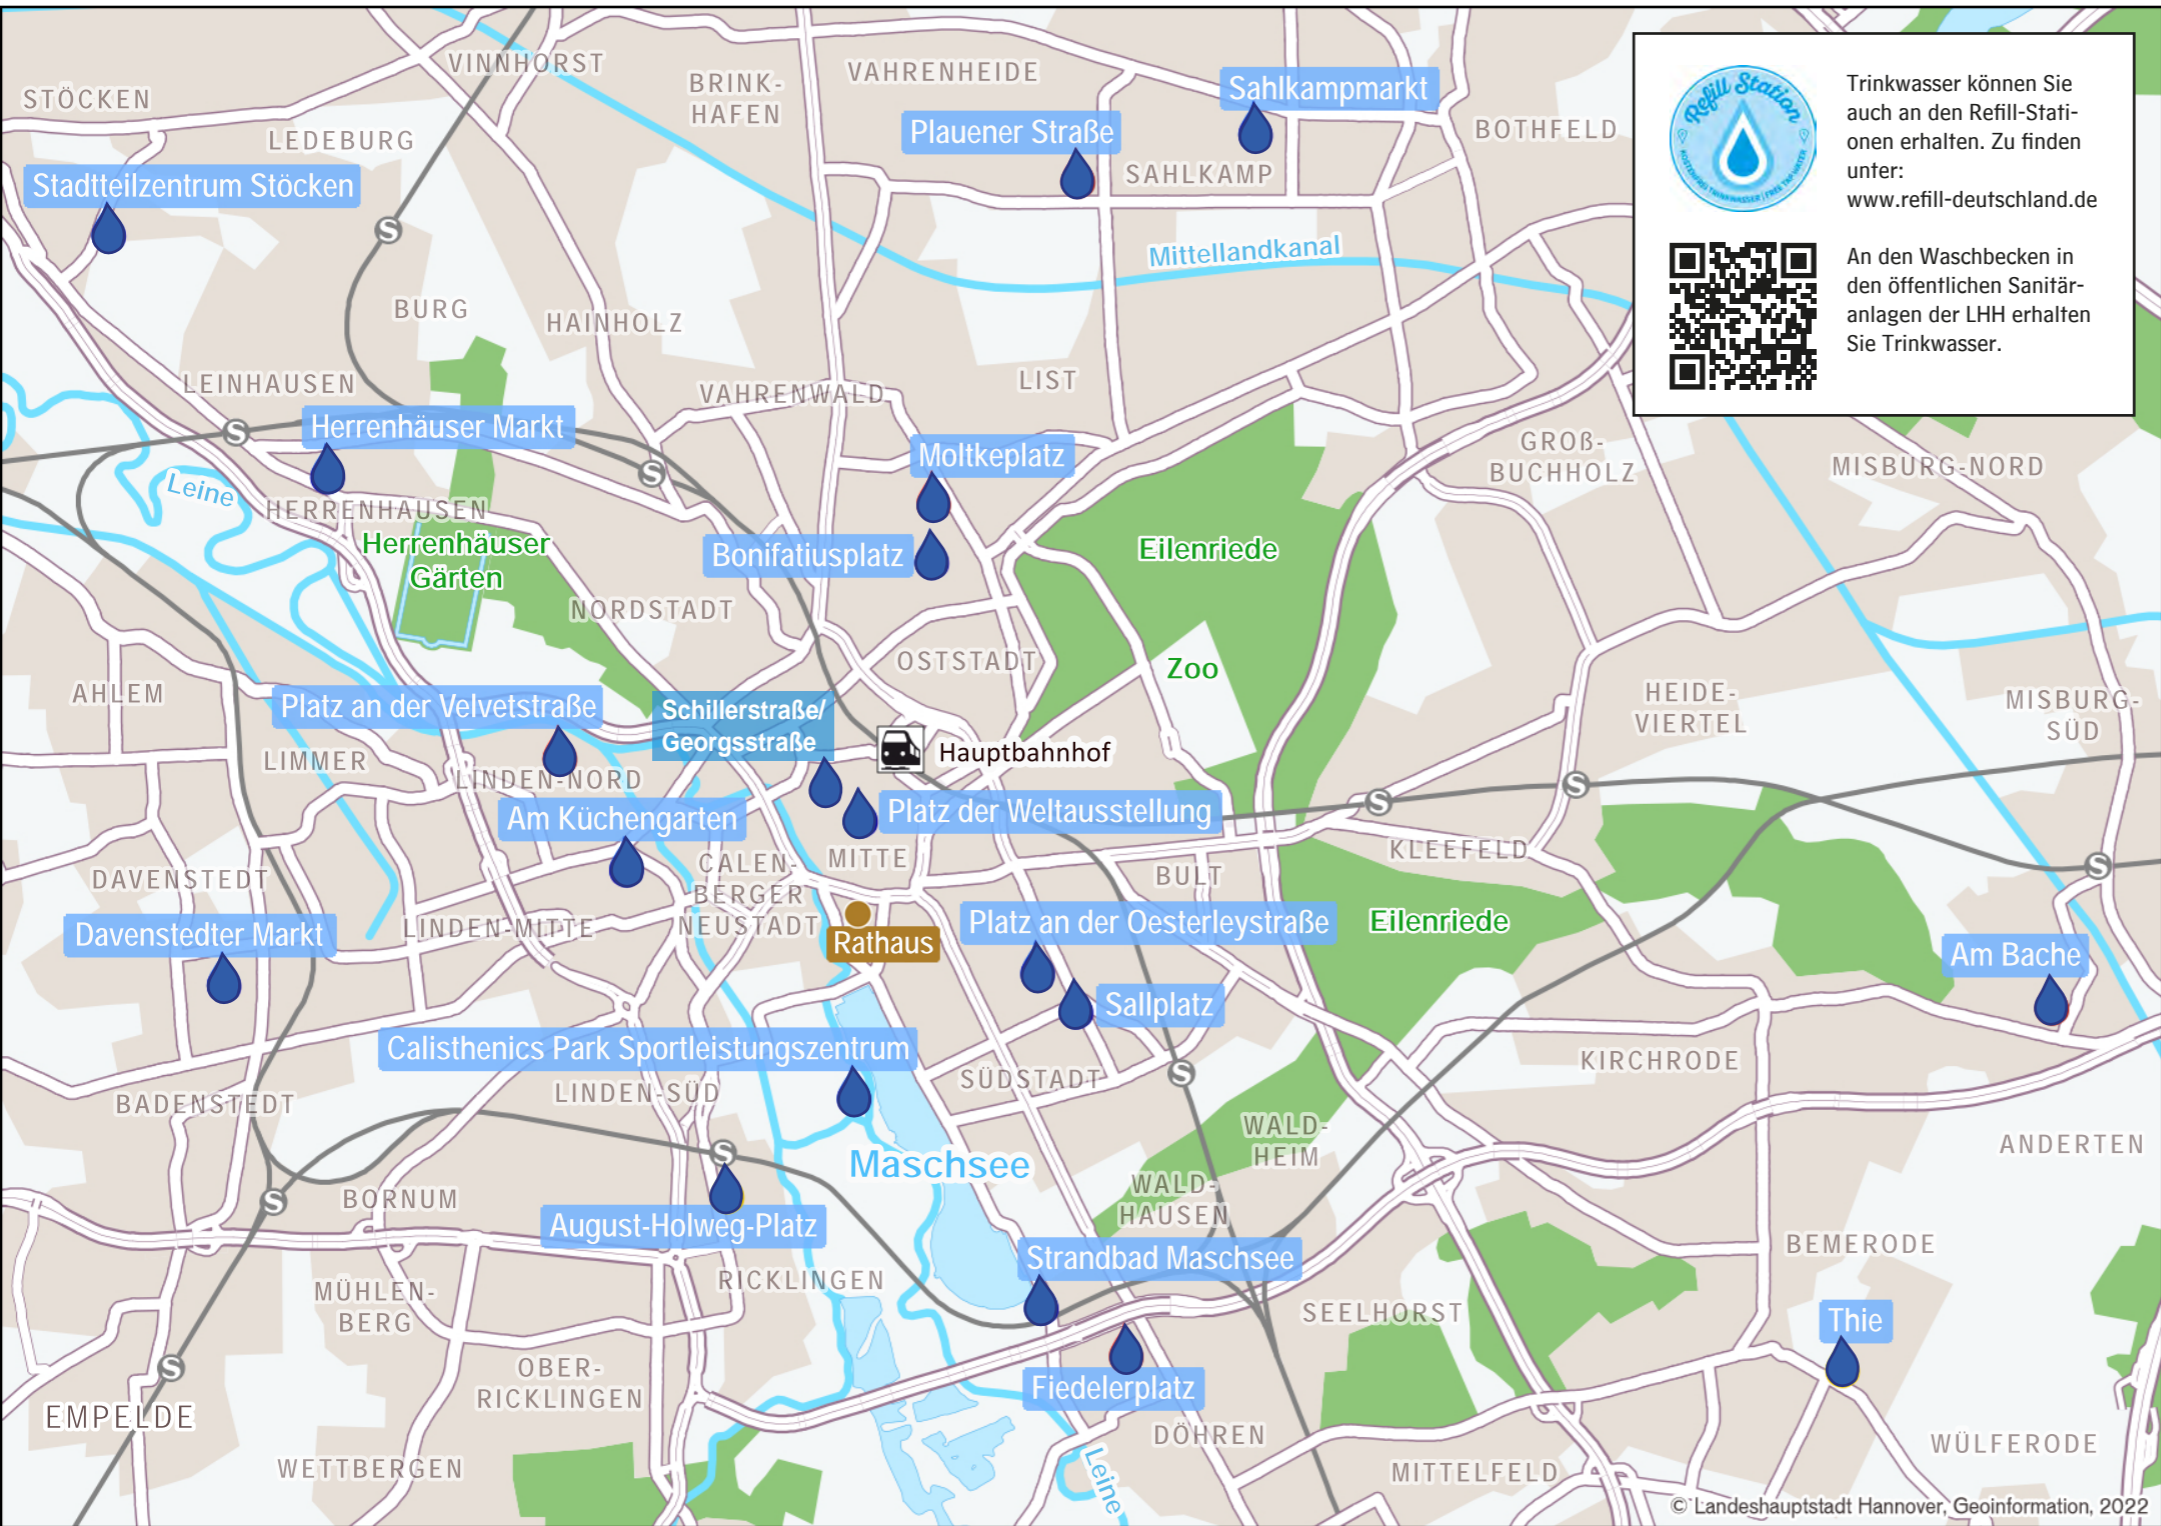 VINNHORST
VAHRENHEIDE
BRINK-
HAFEN
STÖCKEN
LEDEBURG
Sahlkampmarkt
Plauener Straße
BOTHFELD
SAHLKAMP
Stadtteilzentrum Stöcken
S
Mittellandkanal
Refill Station
KOSTENFREI TRINKWASSER | FREE TAP WATER
Trinkwasser können Sie
auch an den Refill-Stati-
onen erhalten. Zu finden
unter:
www.refill-deutschland.de
An den Waschbecken in
den öffentlichen Sanitär-
anlagen der LHH erhalten
Sie Trinkwasser.
BURG
HAINHOLZ
LEINHAUSEN
VAHRENWALD
LIST
S
Herrenhäuser Markt
S
Moltkeplatz
GROß-
BUCHHOLZ
MISBURG-NORD
Leine
HERRENHAUSEN
Herrenhäuser
Gärten
Bonifatiusplatz
Eilenriede
NORDSTADT
OSTSTADT
Zoo
AHLEM
HEIDE-
VIERTEL
MISBURG-
SÜD
Platz an der Velvetstraße
Schillerstraße/
Georgsstraße
Hauptbahnhof
LIMMER
LINDEN-NORD
S
S
Am Küchengarten
Platz der Weltausstellung
CALEN-
BERGER
NEUSTADT
MITTE
BULT
KLEEFELD
S
DAVENSTEDT
LINDEN-MITTE
Davenstedter Markt
Rathaus
Platz an der Oesterleystraße
Eilenriede
Am Bache
Sallplatz
Calisthenics Park Sportleistungszentrum
KIRCHRODE
LINDEN-SÜD
SÜDSTADT
S
BADENSTEDT
WALD-
HEIM
ANDERTEN
S
Maschsee
BORNUM
S
WALD-
HAUSEN
August-Holweg-Platz
BEMERODE
Strandbad Maschsee
RICKLINGEN
MÜHLEN-
BERG
SEELHORST
Thie
S
OBER-
RICKLINGEN
Fiedelerplatz
EMPELDE
DÖHREN
WÜLFERODE
WETTBERGEN
Leine
MITTELFELD
© Landeshauptstadt Hannover, Geoinformation, 2022